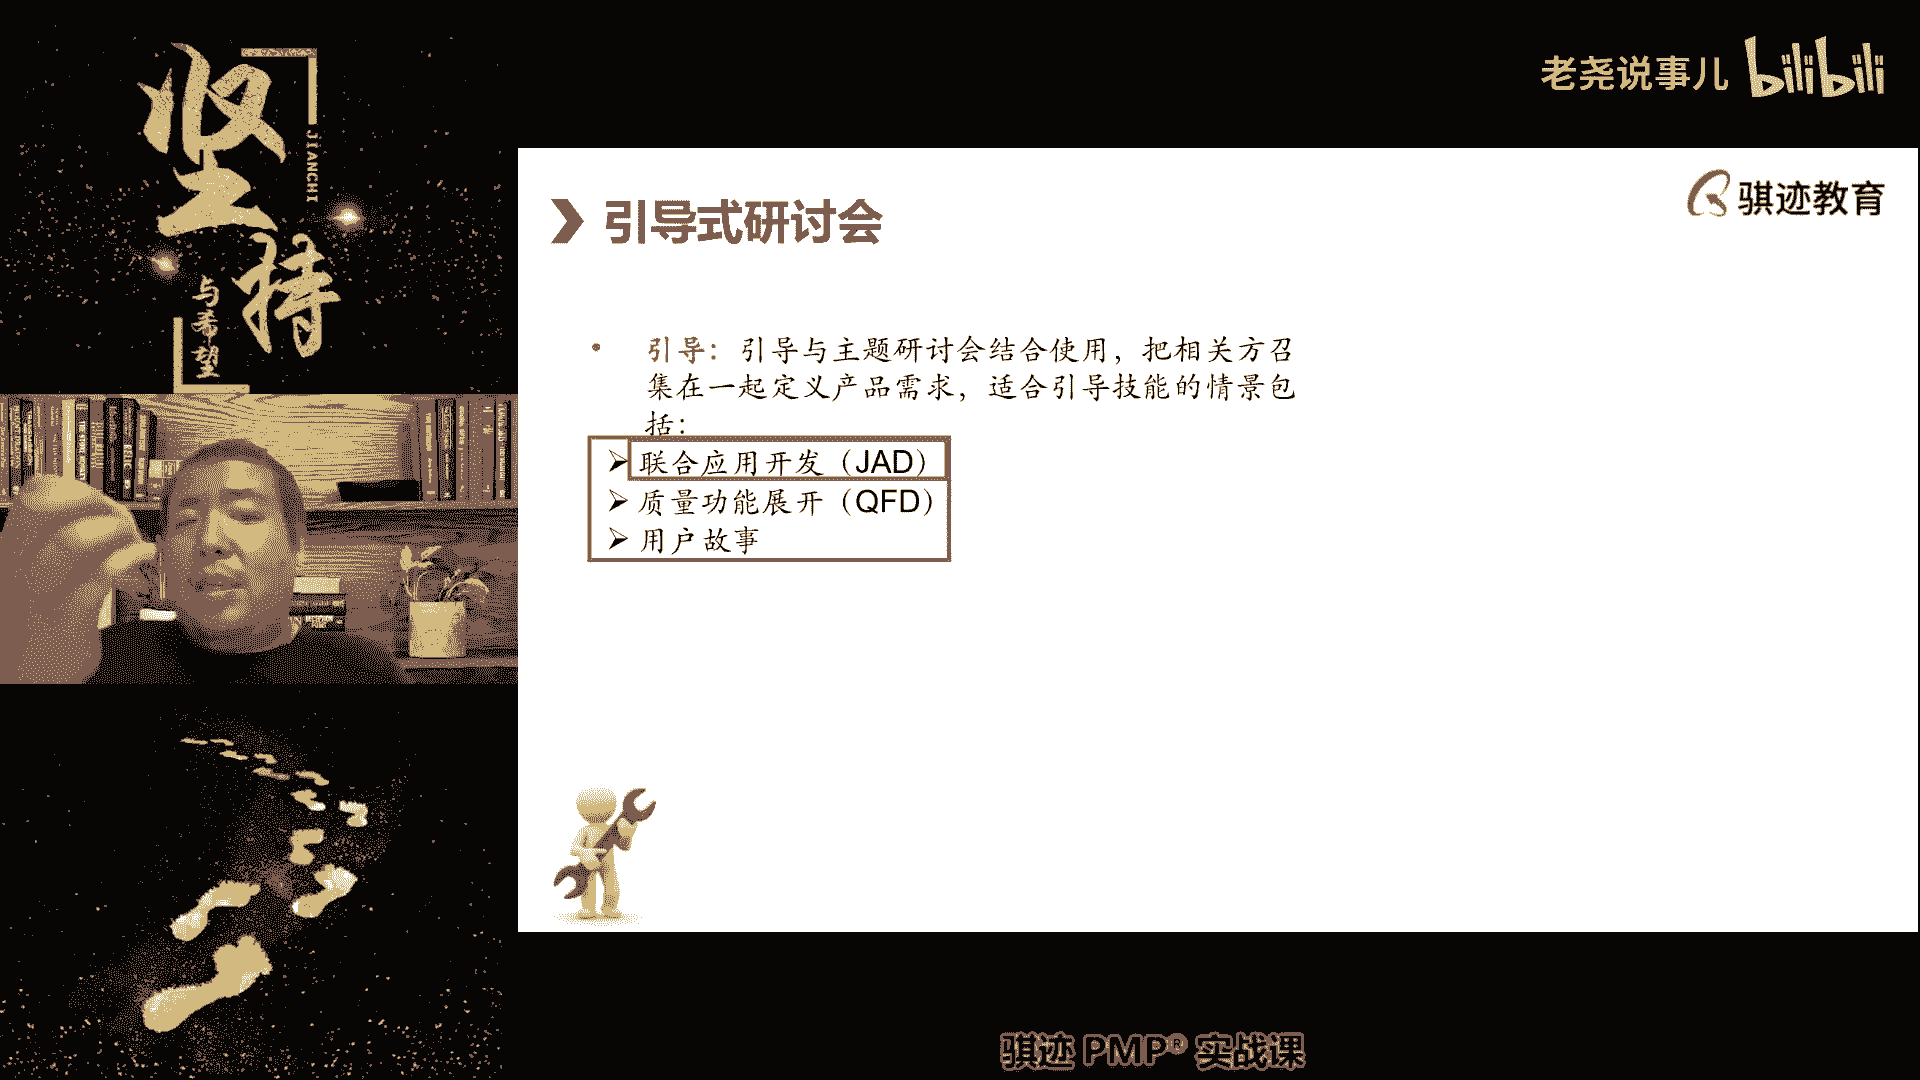 坚持
JIANCHI
与希望
老尧说事儿 bilibili
骐迹教育
引导式研讨会
• 引导：引导与主题研讨会结合使用，把相关方召
集在一起定义产品需求，适合引导技能的情景包
括：
➢ 联合应用开发（JAD）
➢ 质量功能展开（QFD）
➢ 用户故事
骐迹 PMP® 实战课